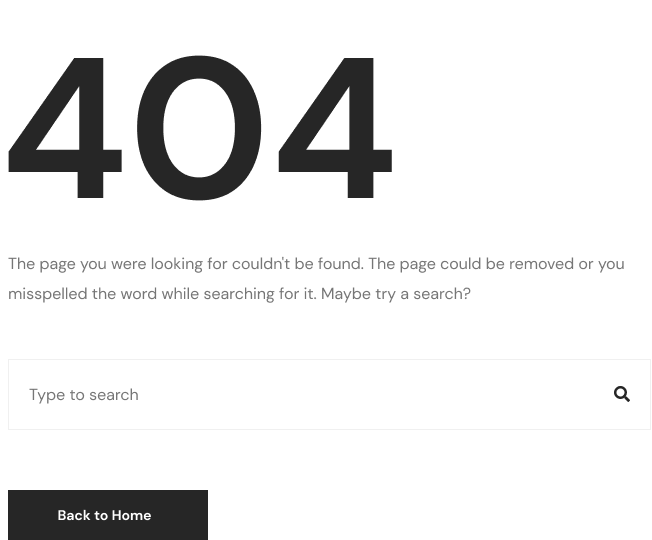 404
The page you were looking for couldn't be found. The page could be removed or you
misspelled the word while searching for it. Maybe try a search?
Type to search
Back to Home